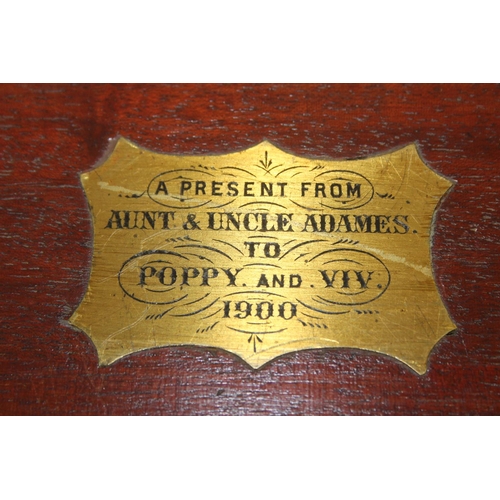 A PRESENT FROM
AUNT & UNCLE ADAMES.
TO
POPPY. AND. VIV.
1900